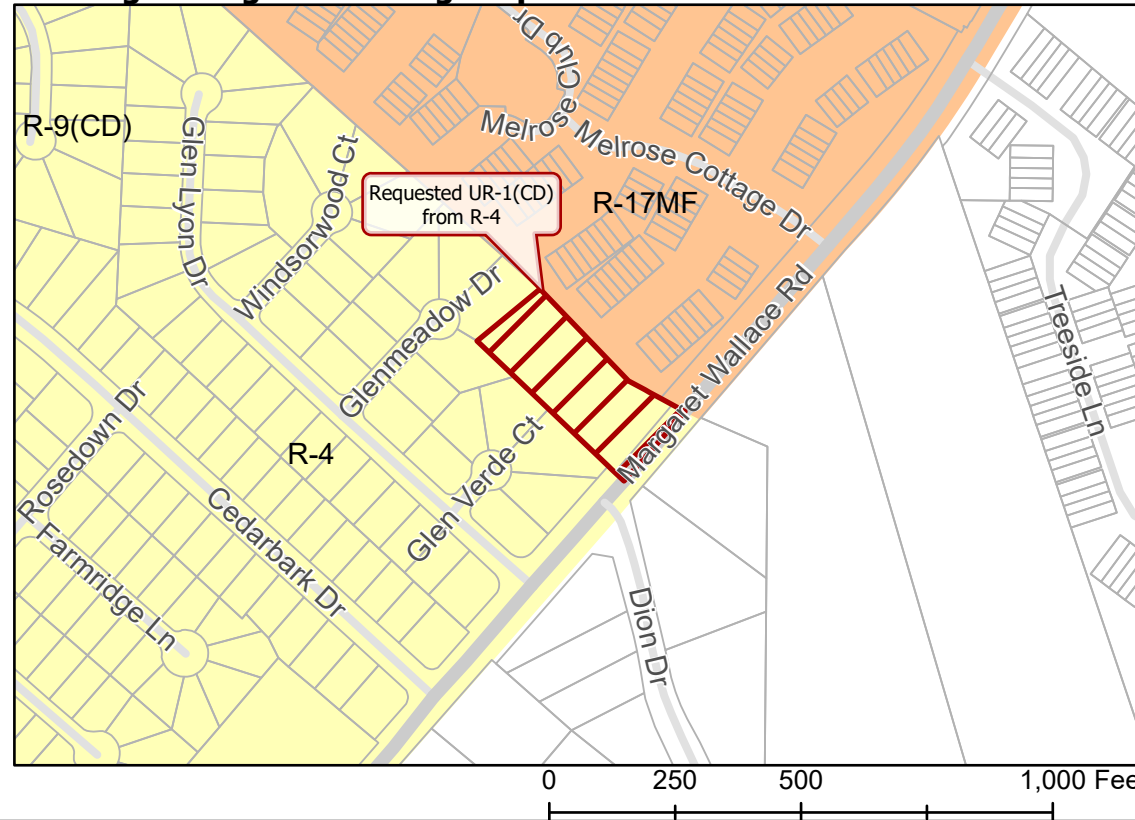 Club Dr
R-9(CD)
Glen Lyon Dr
Windsorwood Ct
Melrose
Melrose Cottage Dr
Requested UR-1(CD)
from R-4
R-17MF
Glenmeadow Dr
Margaret Wallace Rd
Treeside Ln
Rosedown Dr
R-4
Glen Verde Ct
Cedarbark Dr
Farmridge Ln
Dion Dr
0 250 500 1,000 Fee